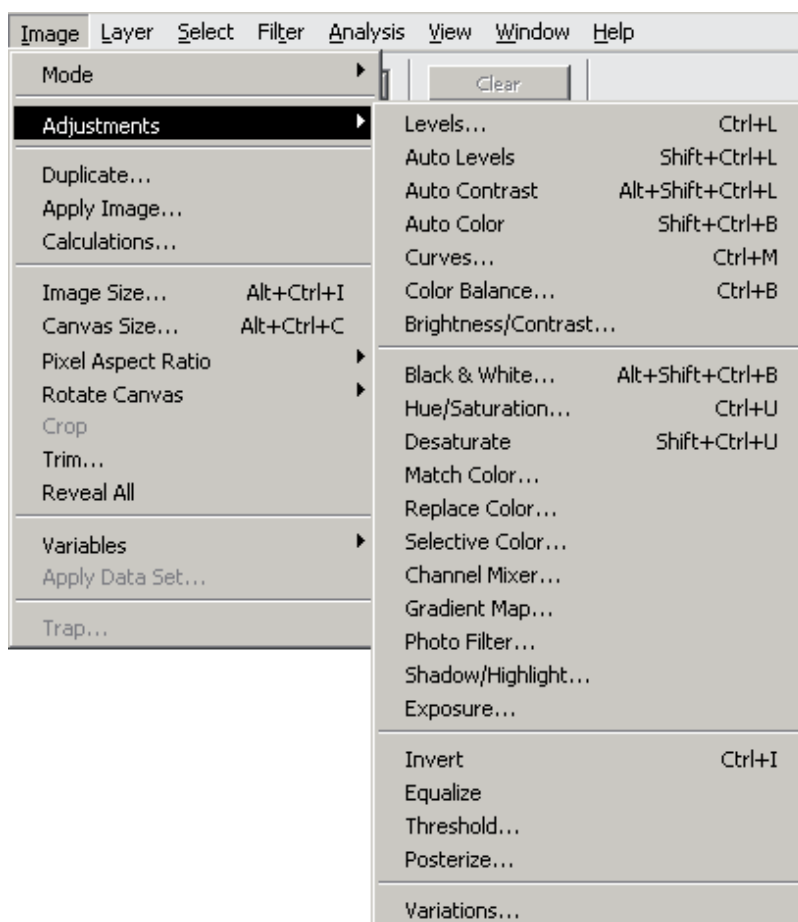 Image Layer Select Filter Analysis View Window Help
Mode
Clear
Adjustments
Duplicate...
Apply Image...
Calculations...
Image Size... Alt+Ctrl+I
Canvas Size... Alt+Ctrl+C
Pixel Aspect Ratio
Rotate Canvas
Crop
Trim...
Reveal All
Variables
Apply Data Set...
Trap...
Levels... Ctrl+L
Auto Levels Shift+Ctrl+L
Auto Contrast Alt+Shift+Ctrl+L
Auto Color Shift+Ctrl+B
Curves... Ctrl+M
Color Balance... Ctrl+B
Brightness/Contrast...
Black & White... Alt+Shift+Ctrl+B
Hue/Saturation... Ctrl+U
Desaturate Shift+Ctrl+U
Match Color...
Replace Color...
Selective Color...
Channel Mixer...
Gradient Map...
Photo Filter...
Shadow/Highlight...
Exposure...
Invert Ctrl+I
Equalize
Threshold...
Posterize...
Variations...